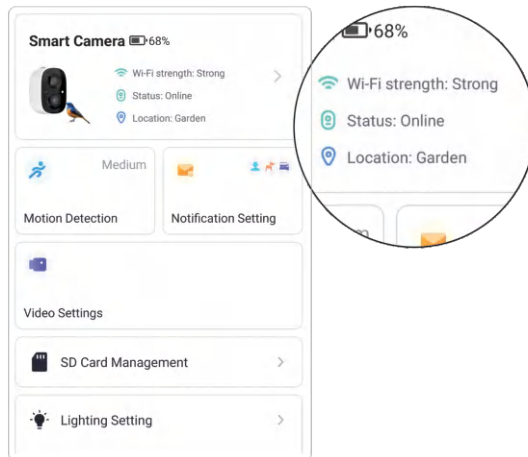 Smart Camera 68%
Wi-Fi strength: Strong
Status: Online
Location: Garden
Medium
Motion Detection
Notification Setting
Video Settings
SD Card Management
Lighting Setting
68%
Wi-Fi strength: Strong
Status: Online
Location: Garden